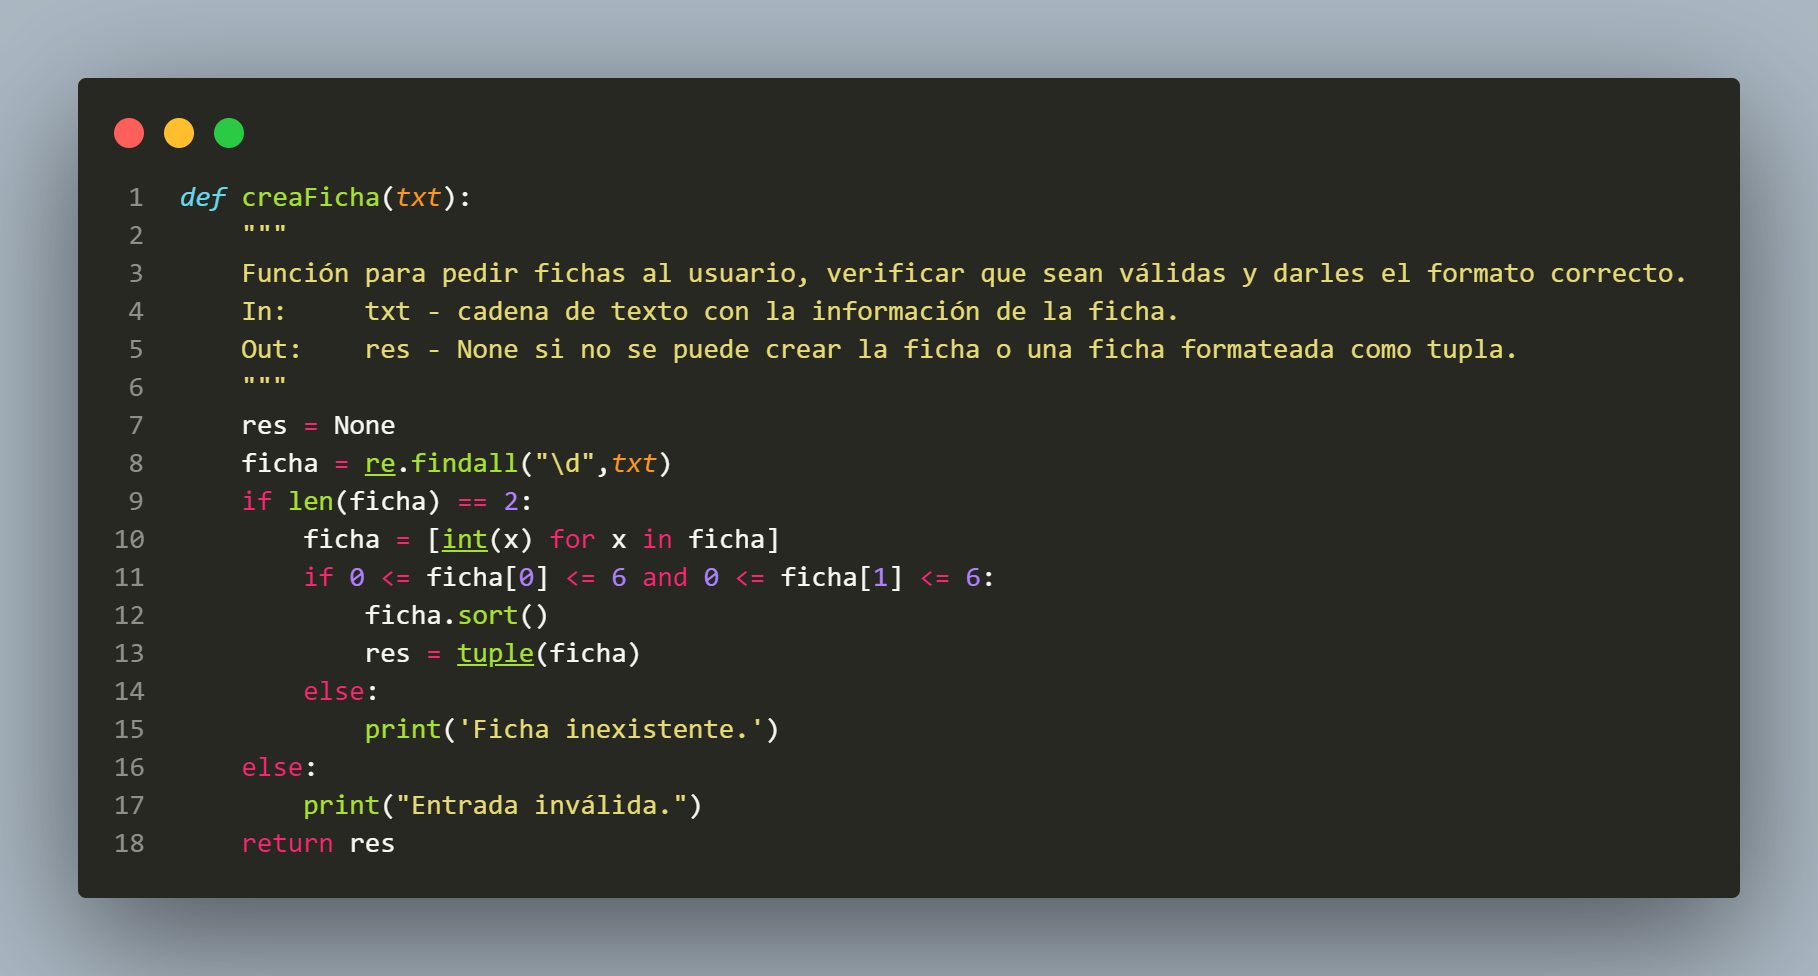 1 def creaFicha(txt):
2     """
3     Función para pedir fichas al usuario, verificar que sean válidas y darles el formato correcto.
4     In:     txt - cadena de texto con la información de la ficha.
5     Out:    res - None si no se puede crear la ficha o una ficha formateada como tupla.
6     """
7     res = None
8     ficha = re.findall("\d",txt)
9     if len(ficha) == 2:
10         ficha = [int(x) for x in ficha]
11         if 0 <= ficha[0] <= 6 and 0 <= ficha[1] <= 6:
12             ficha.sort()
13             res = tuple(ficha)
14         else:
15             print('Ficha inexistente.')
16     else:
17         print("Entrada inválida.")
18     return res